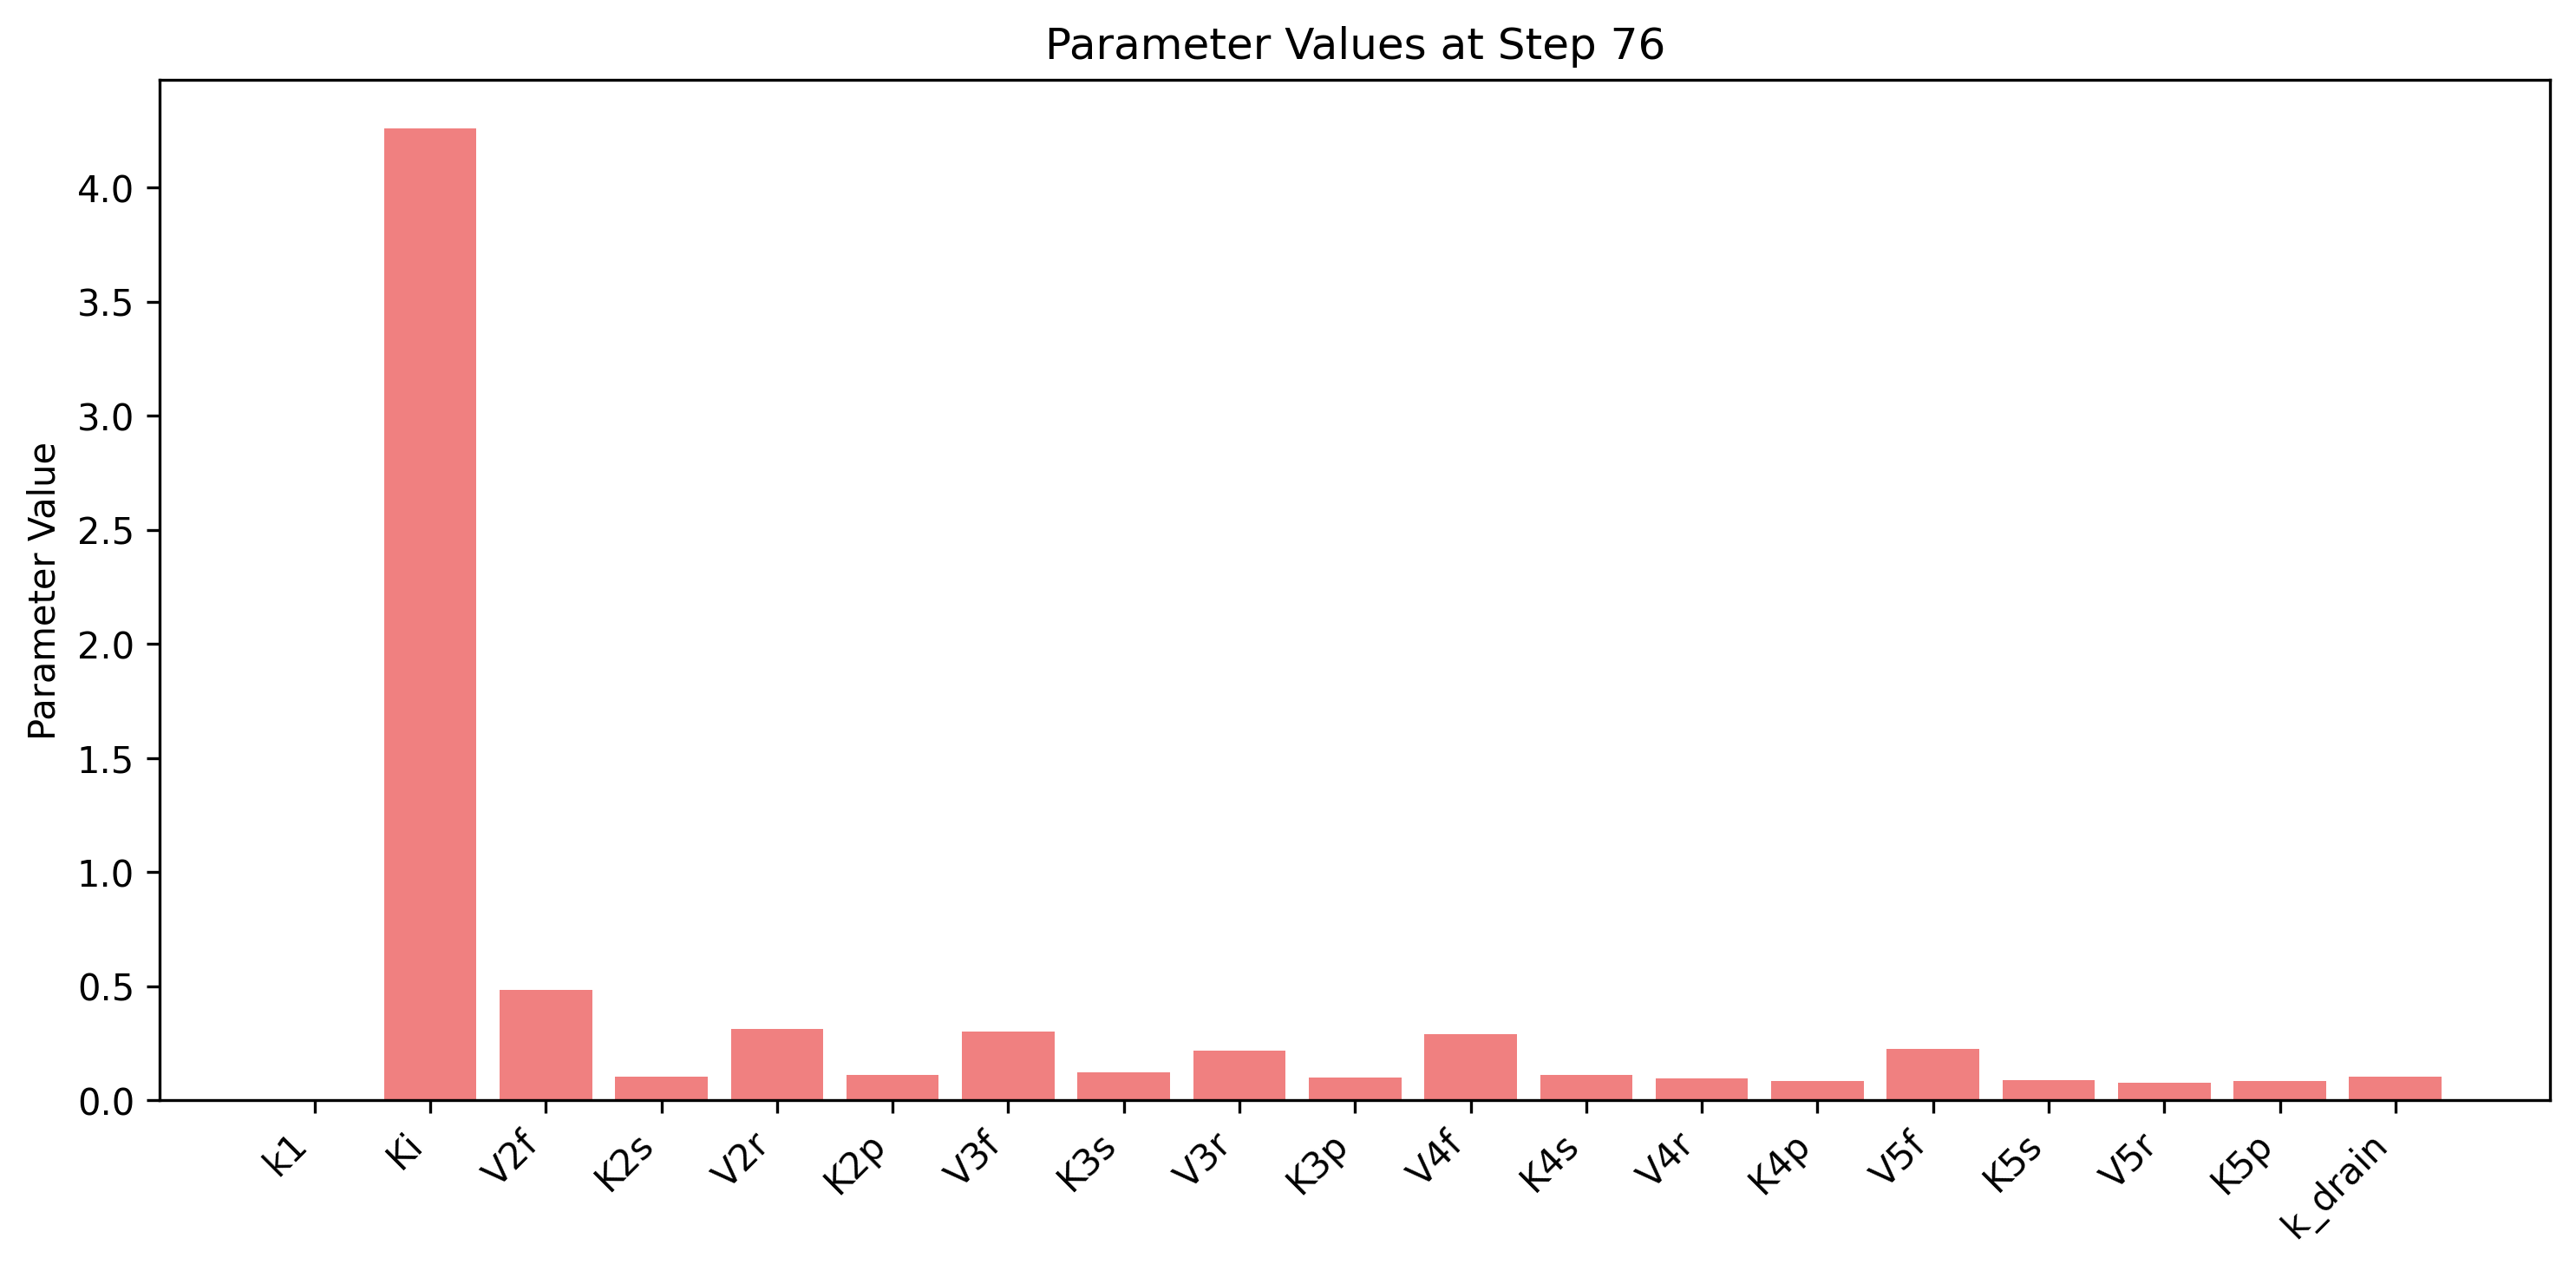 Parameter Values at Step 76
Parameter Value
4.0
3.5
3.0
2.5
2.0
1.5
1.0
0.5
0.0
k1
Ki
V2f
K2s
V2r
K2p
V3f
K3s
V3r
K3p
V4f
K4s
V4r
K4p
V5f
K5s
V5r
K5p
k_drain